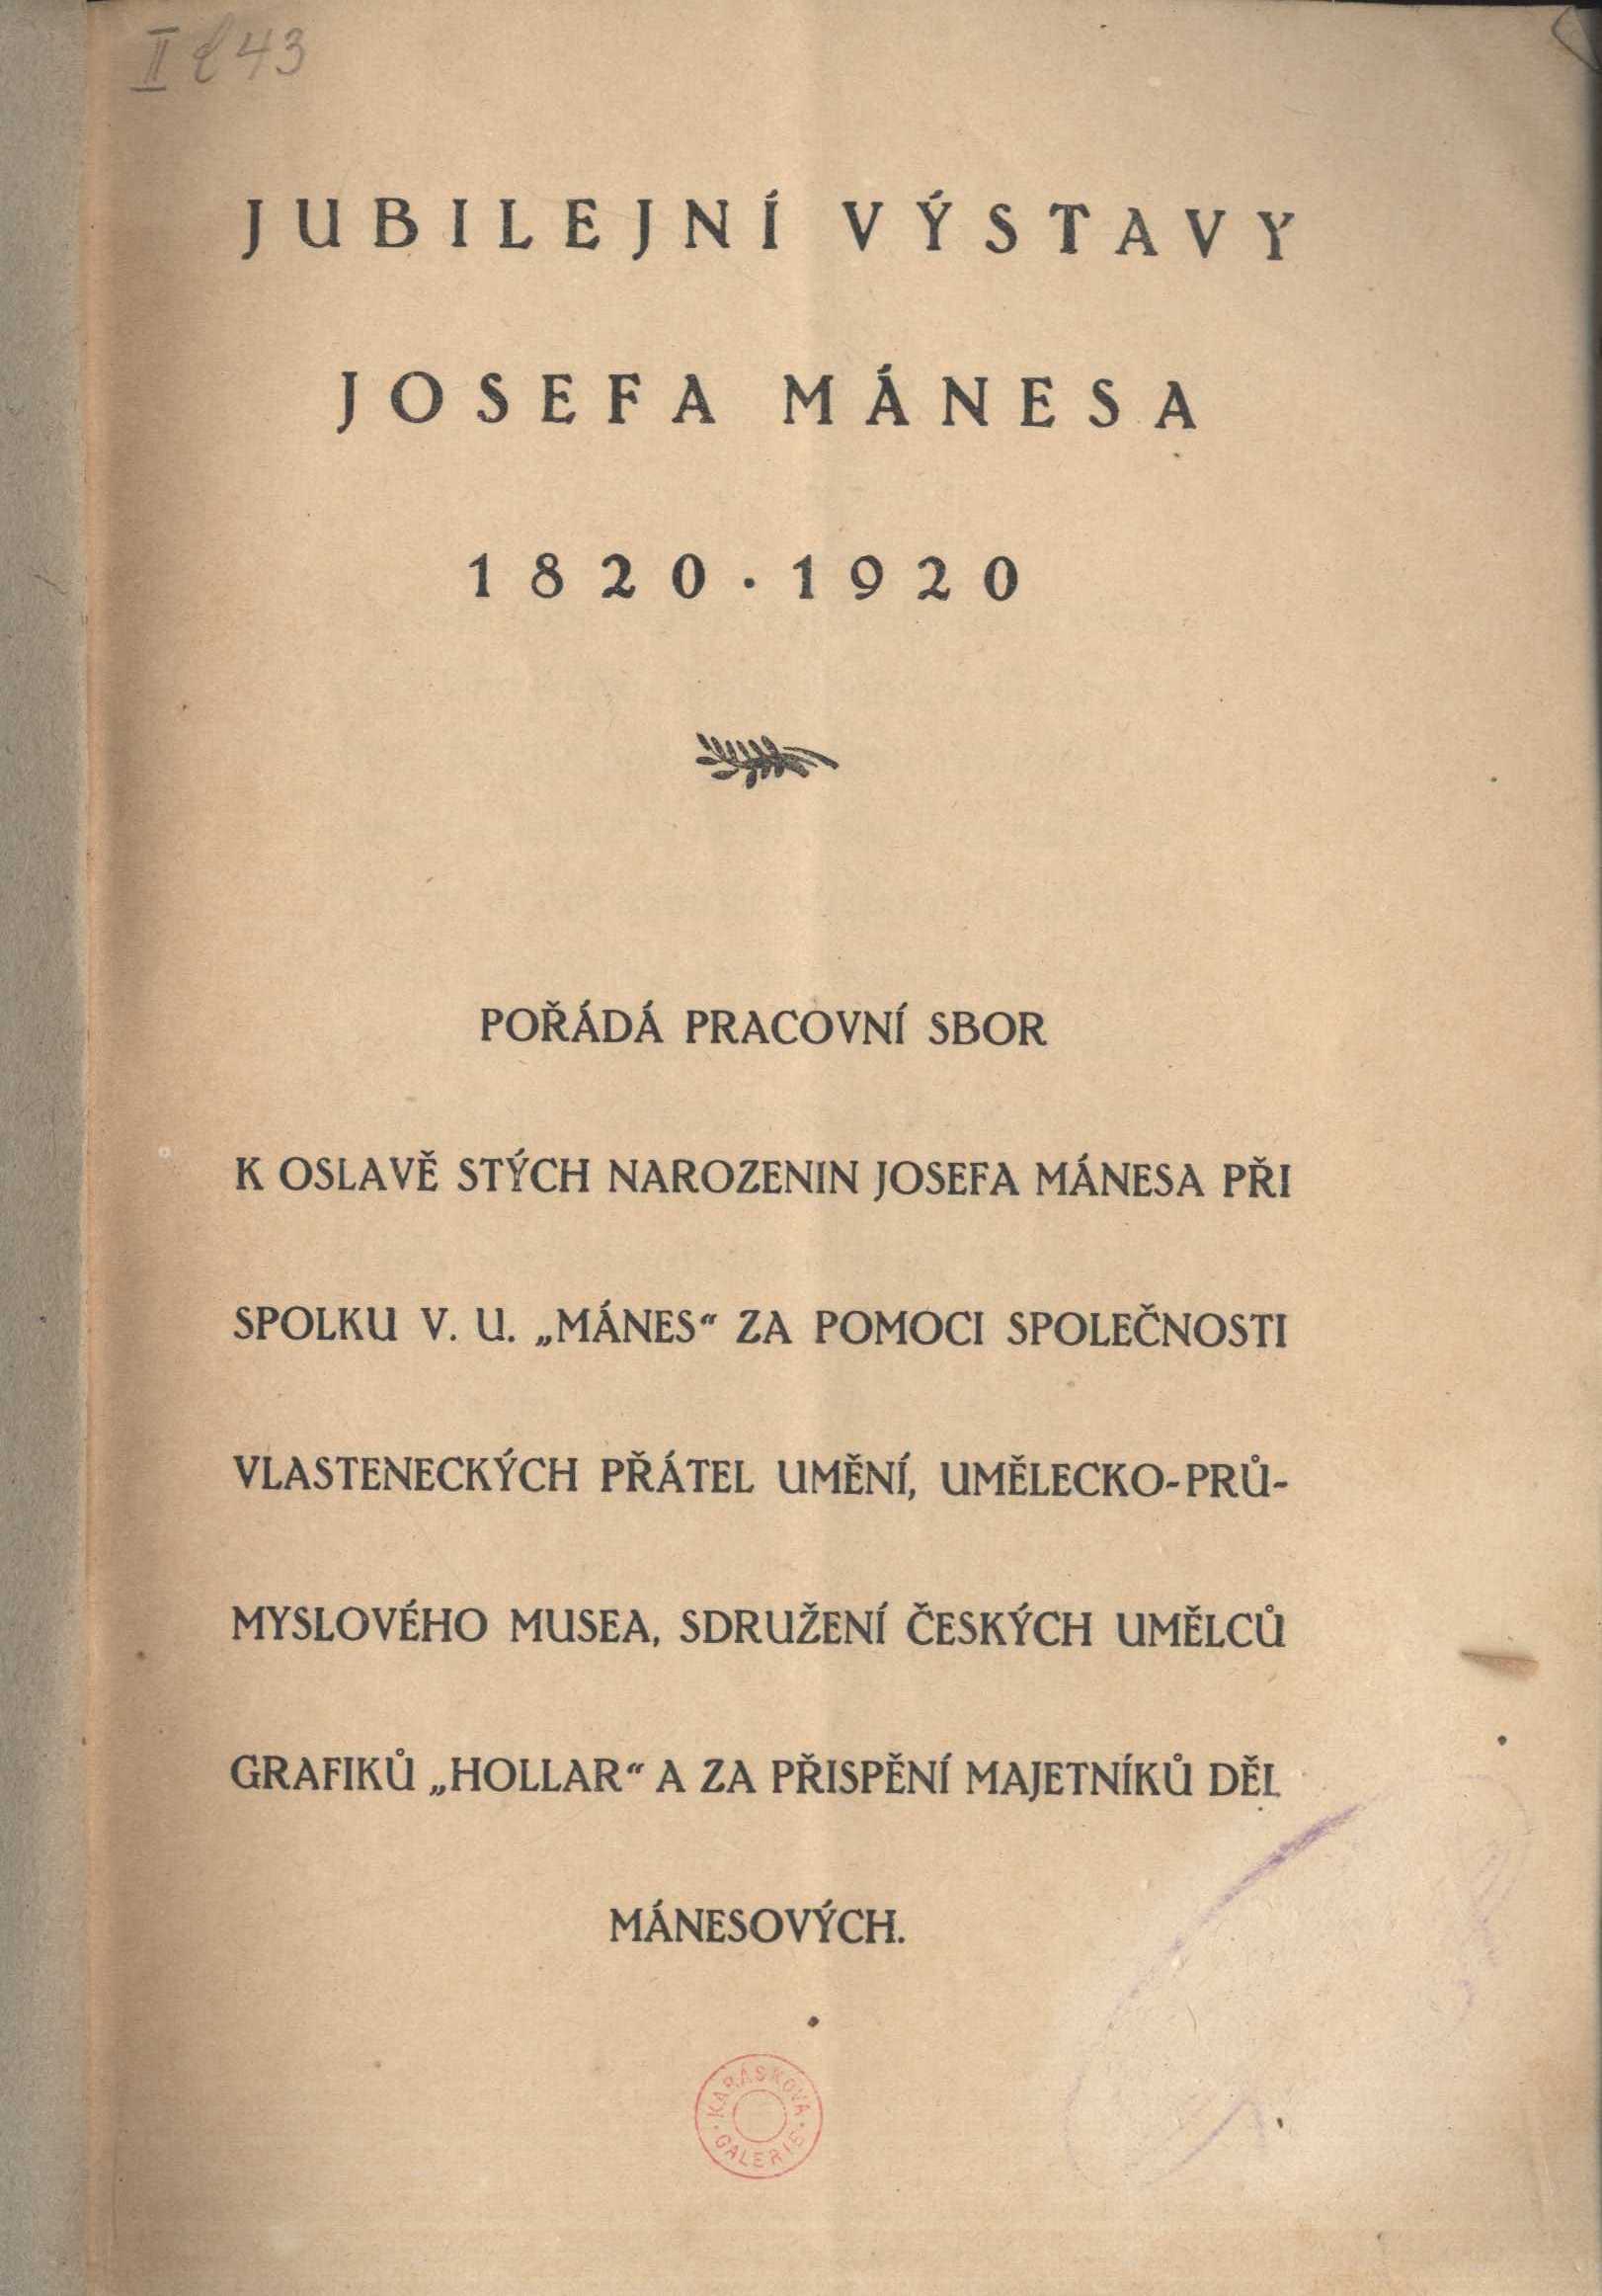 II 43
JUBILEJNÍ VÝSTAVY
JOSEFA MÁNESA
1820 · 1920
POŘÁDÁ PRACOVNÍ SBOR
K OSLAVĚ STÝCH NAROZENIN JOSEFA MÁNESA PŘI
SPOLKU V. U. „MÁNES“ ZA POMOCI SPOLEČNOSTI
VLASTENECKÝCH PŘÁTEL UMĚNÍ, UMĚLECKO-PRŮ-
MYSLOVÉHO MUSEA, SDRUŽENÍ ČESKÝCH UMĚLCŮ
GRAFIKŮ „HOLLAR“ A ZA PŘISPĚNÍ MAJETNÍKŮ DĚL
MÁNESOVÝCH.
KARÁSKOVA
GALERIE